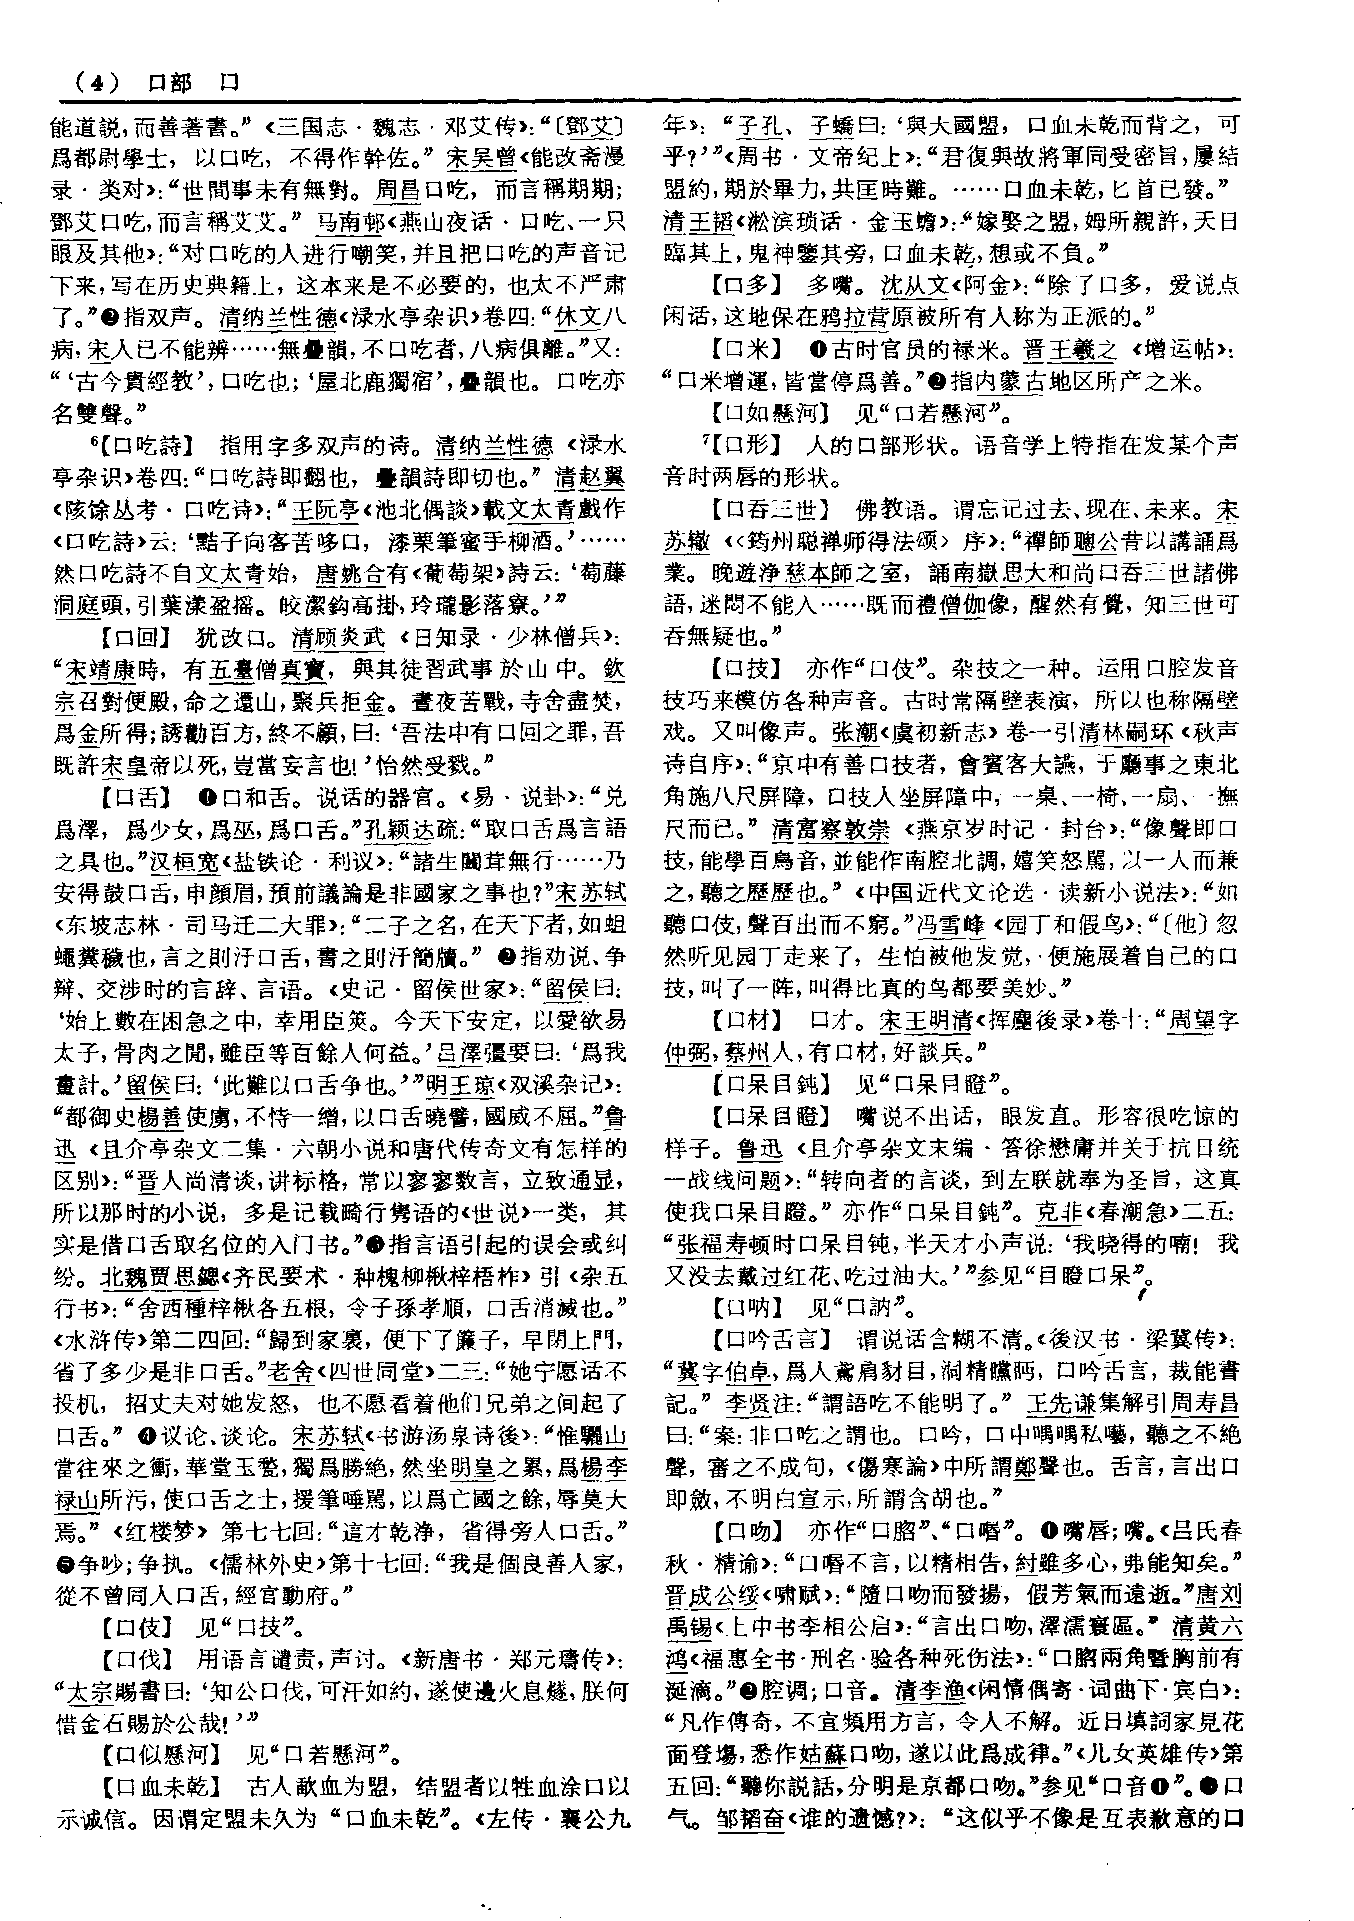 （4） 口部 口
能道説，而善著書。”《三国志·魏志·邓艾传》：“〔鄧艾〕
爲都尉學士，以口吃，不得作幹佐。”宋吴曾《能改斋漫
录·类对》：“世間事未有無對。周昌口吃，而言稱期期；
鄧艾口吃，而言稱艾艾。”马南邨《燕山夜话·口吃、一只
眼及其他》：“对口吃的人进行嘲笑，并且把口吃的声音记
下来，写在历史典籍上，这本来是不必要的，也太不严肃
了。”❷指双声。清纳兰性德《渌水亭杂识》卷四：“休文八
病，宋人已不能辨……無疊韻，不口吃者，八病俱離。”又：
“‘古今貴經教’，口吃也；‘屋北鹿獨宿’，疊韻也。口吃亦
名雙聲。”
⁶【口吃詩】 指用字多双声的诗。清纳兰性德《渌水
亭杂识》卷四：“口吃詩即翻也，疊韻詩即切也。”清赵翼
《陔馀丛考·口吃诗》：“王阮亭《池北偶談》載文太青戲作
《口吃詩》云：‘黠子向客苦哆口，漆栗筆蜜手柳酒。’……
然口吃詩不自文太青始，唐姚合有《葡萄架》詩云：‘萄藤
洞庭頭，引葉漾盈摇。皎潔鈎高掛，玲瓏影落寮。’”
【口回】 犹改口。清顾炎武《日知录·少林僧兵》：
“宋靖康時，有五臺僧真寶，與其徒習武事於山中。欽
宗召對便殿，命之還山，聚兵拒金。晝夜苦戰，寺舍盡焚，
爲金所得；誘勸百方，終不顧，曰：‘吾法中有口回之罪，吾
既許宋皇帝以死，豈當妄言也！’怡然受戮。”
【口舌】 ❶口和舌。说话的器官。《易·说卦》：“兑
爲澤，爲少女，爲巫，爲口舌。”孔颖达疏：“取口舌爲言語
之具也。”汉桓宽《盐铁论·利议》：“諸生闒茸無行……乃
安得鼓口舌，申顔眉，預前議論是非國家之事也？”宋苏轼
《东坡志林·司马迁二大罪》：“二子之名，在天下者，如蛆
蠅糞穢也，言之則汙口舌，書之則汙簡牘。”❷指劝说、争
辩、交涉时的言辞、言语。《史记·留侯世家》：“留侯曰：
‘始上數在困急之中，幸用臣筴。今天下安定，以愛欲易
太子，骨肉之閒，雖臣等百餘人何益。’吕澤彊要曰：‘爲我
畫計。’留侯曰：‘此難以口舌争也。’”明王琼《双溪杂记》：
“都御史楊善使虜，不恃一缯，以口舌曉譬，國威不屈。”鲁
迅《且介亭杂文二集·六朝小说和唐代传奇文有怎样的
区别》：“晋人尚清谈，讲标格，常以寥寥数言，立致通显，
所以那时的小说，多是记载畸行隽语的《世说》一类，其
实是借口舌取名位的入门书。”❸指言语引起的误会或纠
纷。北魏贾思勰《齐民要术·种槐柳楸梓梧柞》引《杂五
行书》：“舍西種梓楸各五根，令子孫孝順，口舌消滅也。”
《水浒传》第二四回：“歸到家裏，便下了簾子，早閉上門，
省了多少是非口舌。”老舍《四世同堂》二三：“她宁愿话不
投机，招丈夫对她发怒，也不愿看着他们兄弟之间起了
口舌。”❹议论、谈论。宋苏轼《书游汤泉诗後》：“惟驪山
當往來之衝，華堂玉甃，獨爲勝絶，然坐明皇之累，爲楊李
禄山所污，使口舌之士，援筆唾駡，以爲亡國之餘，辱莫大
焉。”《红楼梦》第七七回：“這才乾浄，省得旁人口舌。”
❺争吵；争执。《儒林外史》第十七回：“我是個良善人家，
從不曾同人口舌，經官動府。”
【口伎】 见“口技”。
【口伐】 用语言谴责，声讨。《新唐书·郑元璹传》：
“太宗賜書曰：‘知公口伐，可汗如約，遂使邊火息燧，朕何
惜金石賜於公哉！’”
【口似懸河】 见“口若懸河”。
【口血未乾】 古人歃血为盟，结盟者以牲血涂口以
示诚信。因谓定盟未久为“口血未乾”。《左传·襄公九
年》：“子孔、子蟜曰：‘與大國盟，口血未乾而背之，可
乎？’”《周书·文帝纪上》：“君復與故將軍同受密旨，屢結
盟約，期於畢力，共匡時難。……口血未乾，匕首已發。”
清王韬《淞滨琐话·金玉蟾》：“嫁娶之盟，姆所親許，天日
臨其上，鬼神鑒其旁，口血未乾，想或不負。”
【口多】 多嘴。沈从文《阿金》：“除了口多，爱说点
闲话，这地保在鸦拉营原被所有人称为正派的。”
【口米】 ❶古时官员的禄米。晋王羲之《增运帖》：
“口米增運，皆當停爲善。”❷指内蒙古地区所产之米。
【口如懸河】 见“口若懸河”。
⁷【口形】 人的口部形状。语音学上特指在发某个声
音时两唇的形状。
【口吞三世】 佛教语。谓忘记过去、现在、未来。宋
苏辙《〈筠州聪禅师得法颂〉序》：“禪師聰公昔以講誦爲
業。晚遊浄慈本師之室，誦南嶽思大和尚口吞三世諸佛
語，迷悶不能入……既而禮僧伽像，醒然有覺，知三世可
吞無疑也。”
【口技】 亦作“口伎”。杂技之一种。运用口腔发音
技巧来模仿各种声音。古时常隔壁表演，所以也称隔壁
戏。又叫像声。张潮《虞初新志》卷一引清林嗣环《秋声
诗自序》：“京中有善口技者，會賓客大讌，于廳事之東北
角施八尺屏障，口技人坐屏障中，一桌、一椅、一扇、一撫
尺而已。”清富察敦崇《燕京岁时记·封台》：“像聲即口
技，能學百鳥音，並能作南腔北調，嬉笑怒駡，以一人而兼
之，聽之歷歷也。”《中国近代文论选·读新小说法》：“如
聽口伎，聲百出而不窮。”冯雪峰《园丁和假鸟》：“〔他〕忽
然听见园丁走来了，生怕被他发觉，便施展着自己的口
技，叫了一阵，叫得比真的鸟都要美妙。”
【口材】 口才。宋王明清《挥塵後录》卷十：“周望字
仲弼，蔡州人，有口材，好談兵。”
【口呆目鈍】 见“口呆目瞪”。
【口呆目瞪】 嘴说不出话，眼发直。形容很吃惊的
样子。鲁迅《且介亭杂文末编·答徐懋庸并关于抗日统
一战线问题》：“转向者的言谈，到左联就奉为圣旨，这真
使我口呆目瞪。”亦作“口呆目鈍”。克非《春潮急》二五：
“张福寿顿时口呆目钝，半天才小声说：‘我晓得的喃！我
又没去戴过红花、吃过油大。’”参见“目瞪口呆”。
【口呐】 见“口訥”。
【口吟舌言】 谓说话含糊不清。《後汉书·梁冀传》：
“冀字伯卓，爲人鳶肩豺目，洞精矘眄，口吟舌言，裁能書
記。”李贤注：“謂語吃不能明了。”王先谦集解引周寿昌
曰：“案：非口吃之謂也。口吟，口中喁喁私囈，聽之不絶
聲，審之不成句，《傷寒論》中所謂鄭聲也。舌言，言出口
即斂，不明白宣示，所謂含胡也。”
【口吻】 亦作“口脗”、“口㖧”。❶嘴唇；嘴。《吕氏春
秋·精谕》：“口㖧不言，以精相告，紂雖多心，弗能知矣。”
晋成公绥《啸赋》：“隨口吻而發揚，假芳氣而遠逝。”唐刘
禹锡《上中书李相公启》：“言出口吻，澤濡寰區。”清黄六
鸿《福惠全书·刑名·验各种死伤法》：“口脗兩角暨胸前有
涎滴。”❷腔调；口音。清李渔《闲情偶寄·词曲下·宾白》：
“凡作傳奇，不宜頻用方言，令人不解。近日填詞家見花
面登場，悉作姑蘇口吻，遂以此爲成律。”《儿女英雄传》第
五回：“聽你説話，分明是京都口吻。”参见“口音❶”。❸口
气。邹韬奋《谁的遗憾？》：“这似乎不像是互表歉意的口